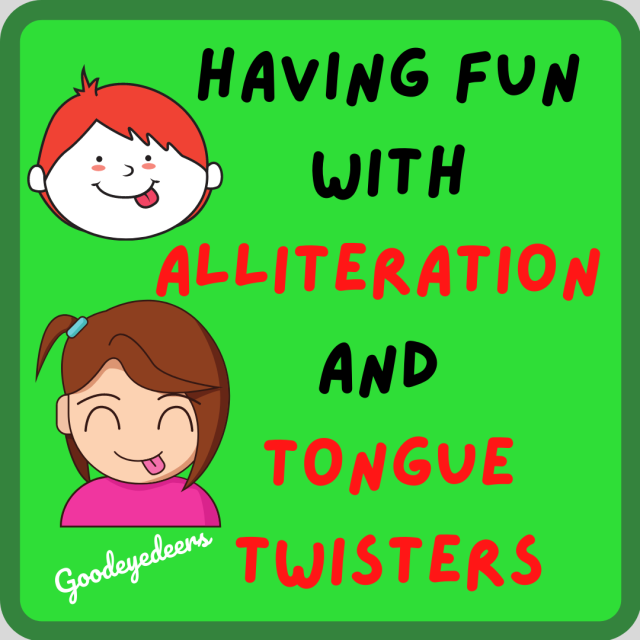 HAVING FUN
WITH
ALLITERATION
AND
TONGUE
TWISTERS
Goodeyedeers